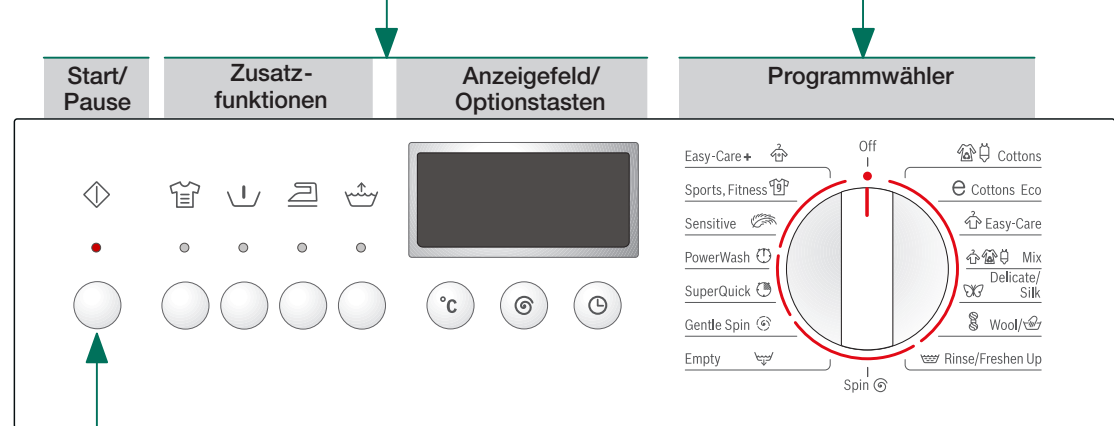 Start/
Pause
Zusatz-
funktionen
Anzeigefeld/
Optionstasten
Programmwähler
°C
Off
Easy-Care+
Sports, Fitness
9
Sensitive
PowerWash
SuperQuick
Gentle Spin
Empty
Cottons
e Cottons Eco
Easy-Care
Mix
Delicate/
Silk
Wool/
Rinse/Freshen Up
Spin